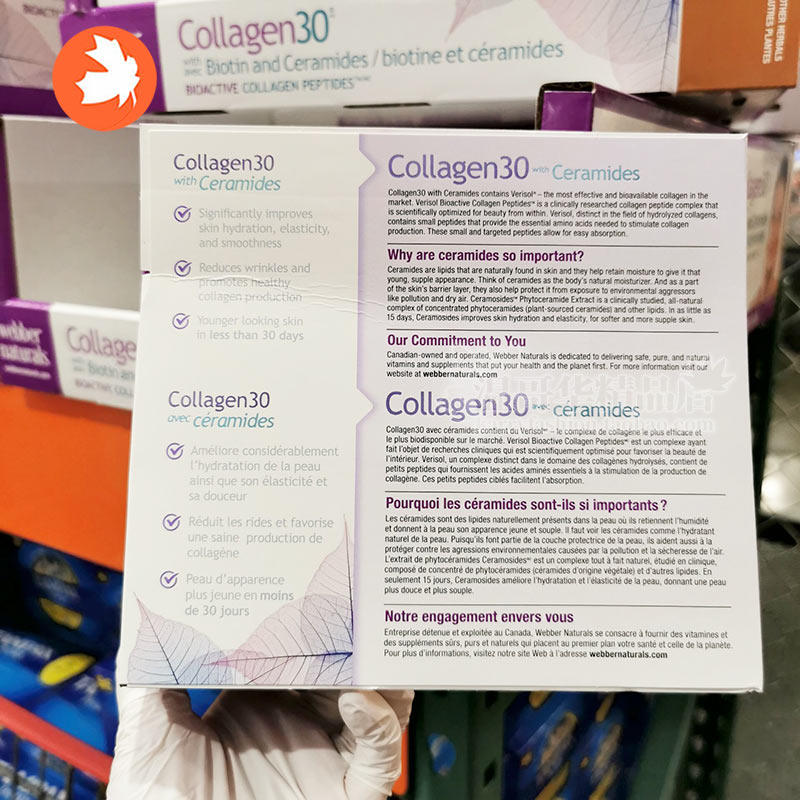 BIOACTIV
Collagen30
with
avec Biotin and Ceramides / biotine et céramides
BIOACTIVE COLLAGEN PEPTIDES
OTHER HERBALS
AUTRES PLANTES
Collagen30
with Ceramides
Significantly improves
skin hydration, elasticity,
and smoothness
Reduces wrinkles and
promotes healthy
collagen production
Younger looking skin
in less than 30 days
Collagen30
avec céramides
Améliore considérablement
l'hydratation de la peau
ainsi que son élasticité et
sa douceur
Réduit les rides et favorise
une saine production de
collagène
Peau d'apparence
plus jeune en moins
de 30 jours
Collagen30 with Ceramides
Collagen30 with Ceramides contains Verisol® – the most effective and bioavailable collagen in the
market. Verisol Bioactive Collagen Peptides™ is a clinically researched collagen peptide complex that
is scientifically optimized for beauty from within. Verisol, distinct in the field of hydrolyzed collagens,
contains small peptides that provide the essential amino acids needed to stimulate collagen
production. These small and targeted peptides allow for easy absorption.
Why are ceramides so important?
Ceramides are lipids that are naturally found in skin and they help retain moisture to give it that
young, supple appearance. Think of ceramides as the body's natural moisturizer. And as a part
of the skin's barrier layer, they also help protect it from exposure to environmental aggressors
like pollution and dry air. Ceramosides™ Phytoceramide Extract is a clinically studied, all-natural
complex of concentrated phytoceramides (plant-sourced ceramides) and other lipids. In as little as
15 days, Ceramosides improves skin hydration and elasticity, for softer and more supple skin.
Our Commitment to You
Canadian-owned and operated, Webber Naturals is dedicated to delivering safe, pure, and natural
vitamins and supplements that put your health and the planet first. For more information visit our
website at webbernaturals.com
Collagen30 avec céramides
Collagen30 avec céramides contient du Verisol® – le complexe de collagène le plus efficace et
le plus biodisponible sur le marché. Verisol Bioactive Collagen Peptides™ est un complexe ayant
fait l'objet de recherches cliniques qui est scientifiquement optimisé pour favoriser la beauté de
l'intérieur. Verisol, un complexe distinct dans le domaine des collagènes hydrolysés, contient de
petits peptides qui fournissent les acides aminés essentiels à la stimulation de la production de
collagène. Ces petits peptides ciblés facilitent l'absorption.
Pourquoi les céramides sont-ils si importants ?
Les céramides sont des lipides naturellement présents dans la peau où ils retiennent l'humidité
et donnent à la peau son apparence jeune et souple. Il faut voir les céramides comme l'hydratant
naturel de la peau. Puisqu'ils font partie de la couche protectrice de la peau, ils aident aussi à la
protéger contre les agressions environnementales causées par la pollution et la sécheresse de l'air.
L'extrait de phytocéramides Ceramosides™ est un complexe tout à fait naturel, étudié en clinique,
composé de concentré de phytocéramides (céramides d'origine végétale) et d'autres lipides. En
seulement 15 jours, Ceramosides améliore l'hydratation et l'élasticité de la peau, donnant une peau
plus douce et plus souple.
Notre engagement envers vous
Entreprise détenue et exploitée au Canada, Webber Naturals se consacre à fournir des vitamines et
des suppléments sûrs, purs et naturels qui placent au premier plan votre santé et celle de la planète.
Pour plus d'informations, visitez notre site Web à l'adresse webbernaturals.com
webber
naturals
Collage
with
avec Biotin an
BIOACTIVE COLL